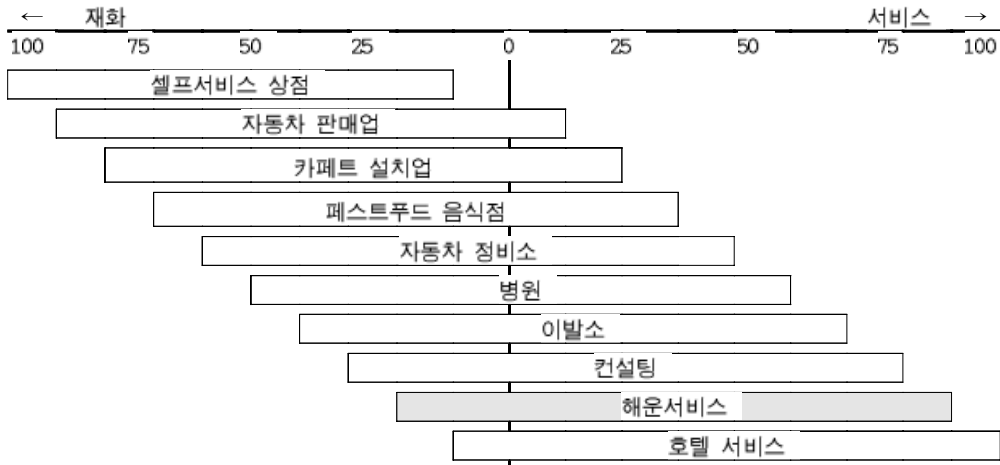 ← 재화 서비스 →
100 75 50 25 0 25 50 75 100
셀프서비스 상점
자동차 판매업
카페트 설치업
페스트푸드 음식점
자동차 정비소
병원
이발소
컨설팅
해운서비스
호텔 서비스